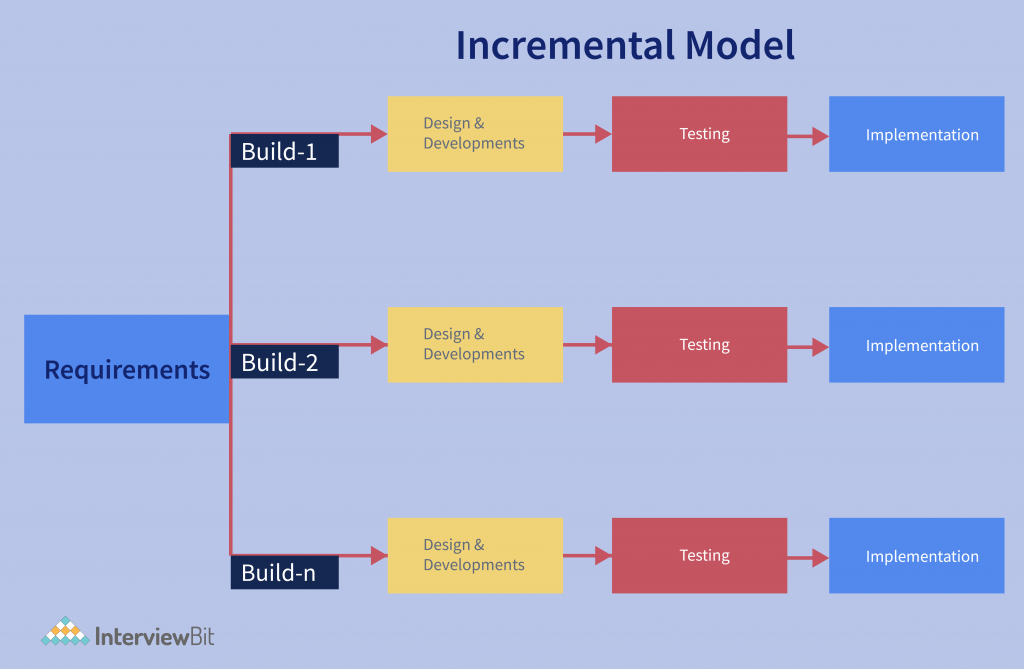 Incremental Model
Build-1
Design &
Developments
Testing
Implementation
Requirements
Build-2
Design &
Developments
Testing
Implementation
Build-n
Design &
Developments
Testing
Implementation
InterviewBit